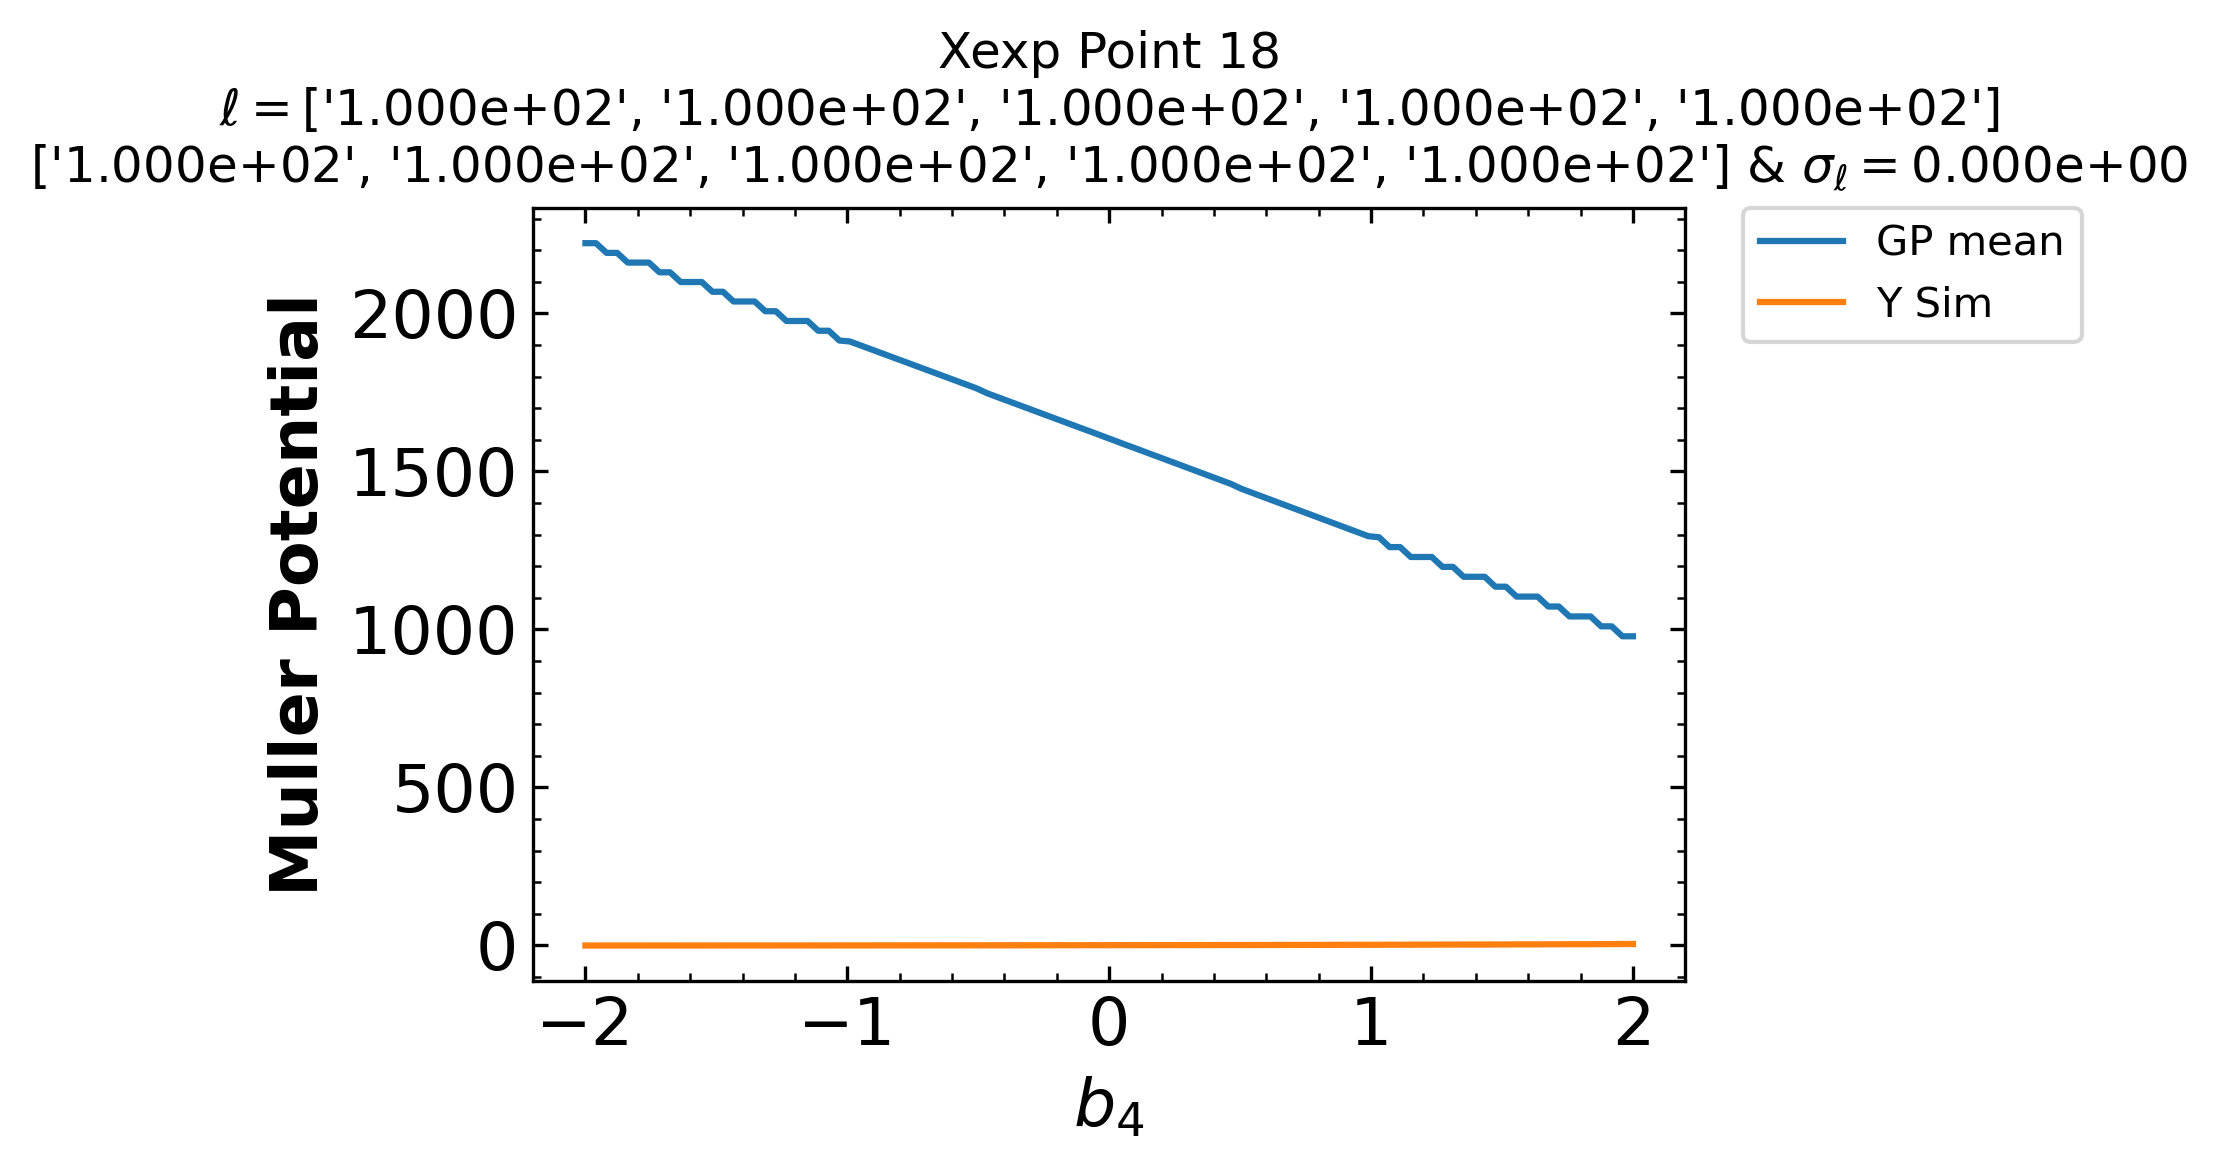 Xexp Point 18
ℓ = ['1.000e+02', '1.000e+02', '1.000e+02', '1.000e+02', '1.000e+02']
['1.000e+02', '1.000e+02', '1.000e+02', '1.000e+02', '1.000e+02'] & σℓ = 0.000e+00
GP mean
Y Sim
Muller Potential
2000
1500
1000
500
0
−2 −1 0 1 2
b4